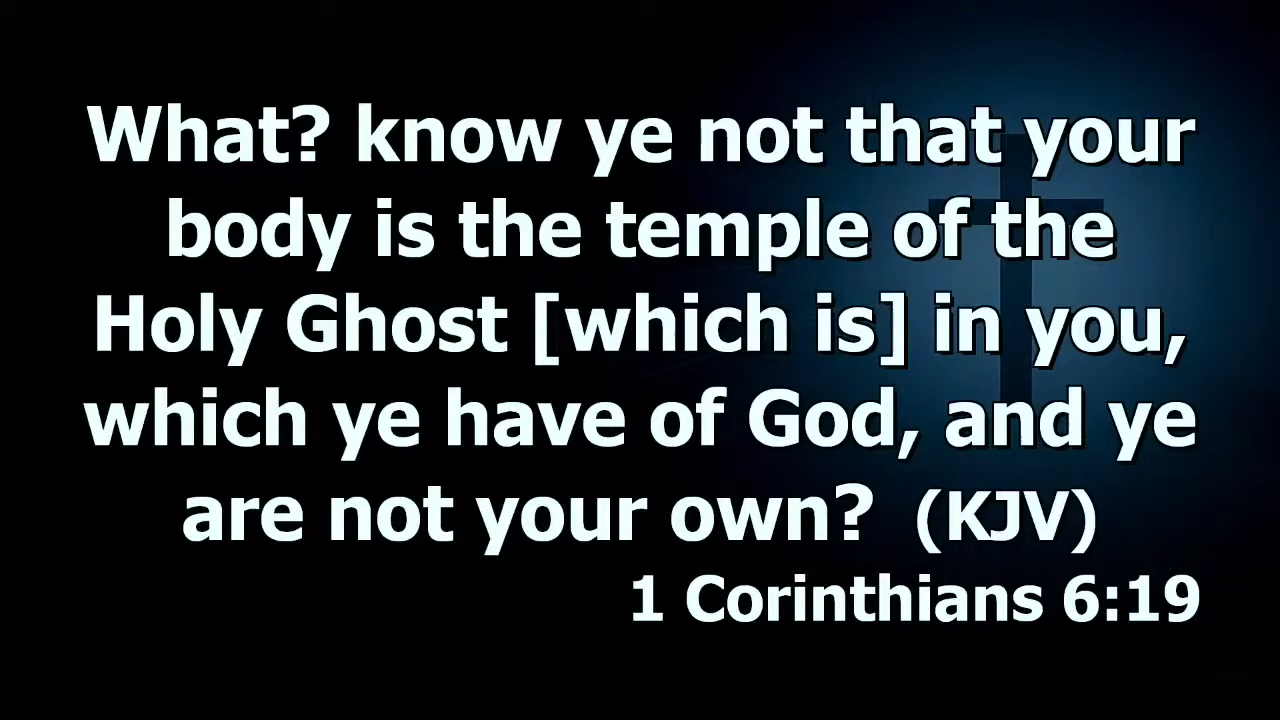 What? know ye not that your
body is the temple of the
Holy Ghost [which is] in you,
which ye have of God, and ye
are not your own? (KJV)
1 Corinthians 6:19